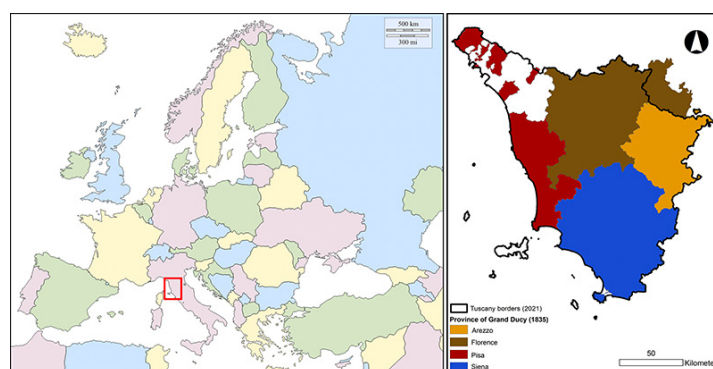 500 km
300 mi
Tuscany borders (2021)
Province of Grand Ducy (1835)
Arezzo
Florence
Pisa
Siena
50
Kilomete